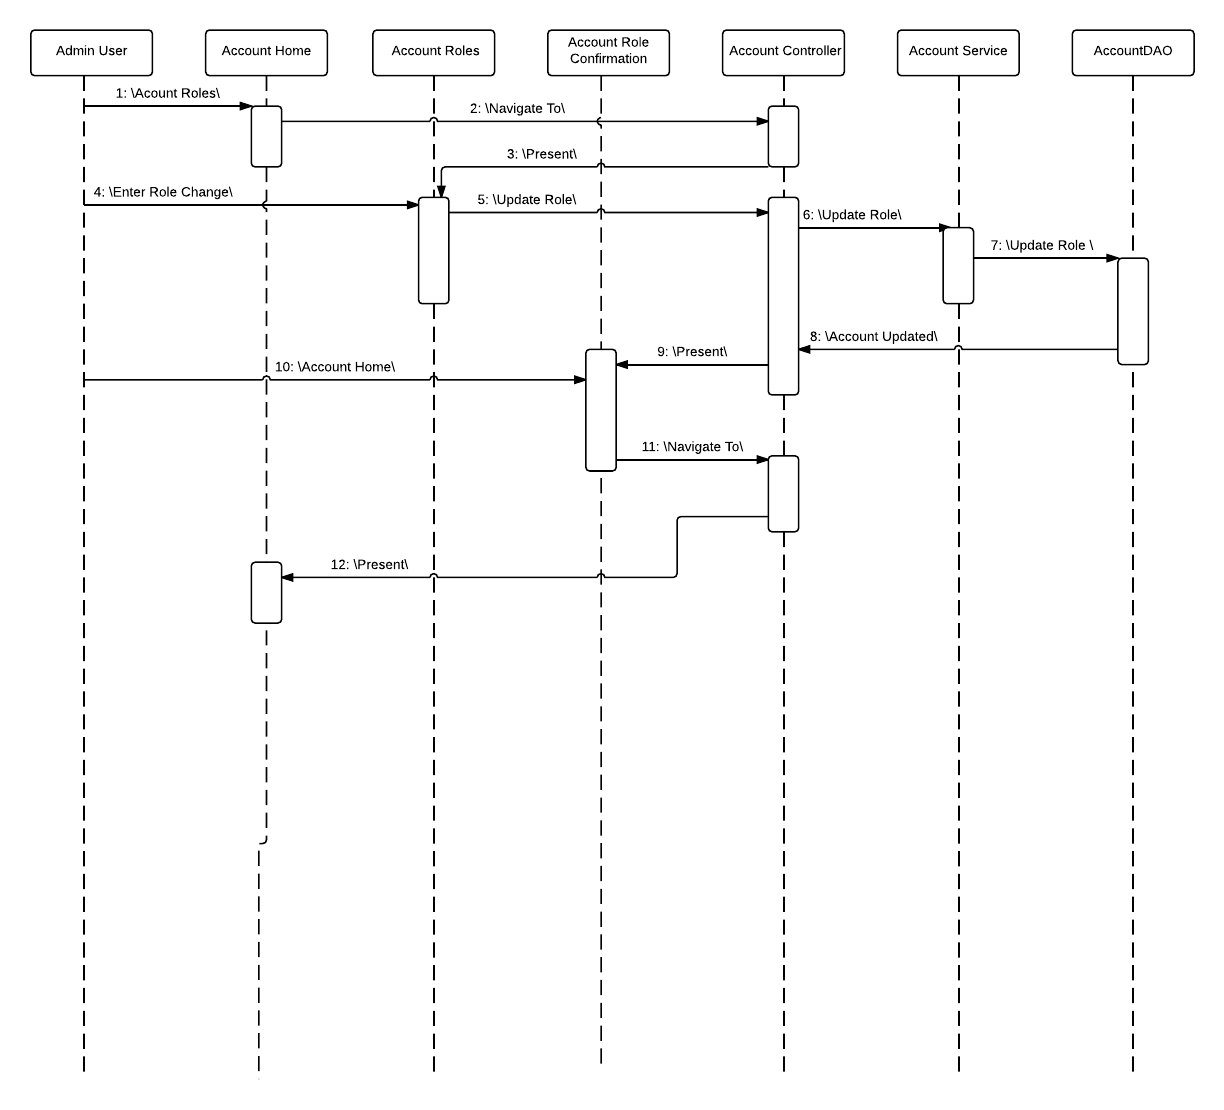 Admin User
Account Home
Account Roles
Account Role
Confirmation
Account Controller
Account Service
AccountDAO
1: \Acount Roles\
2: \Navigate To\
3: \Present\
4: \Enter Role Change\
5: \Update Role\
6: \Update Role\
7: \Update Role \
8: \Account Updated\
9: \Present\
10: \Account Home\
11: \Navigate To\
12: \Present\